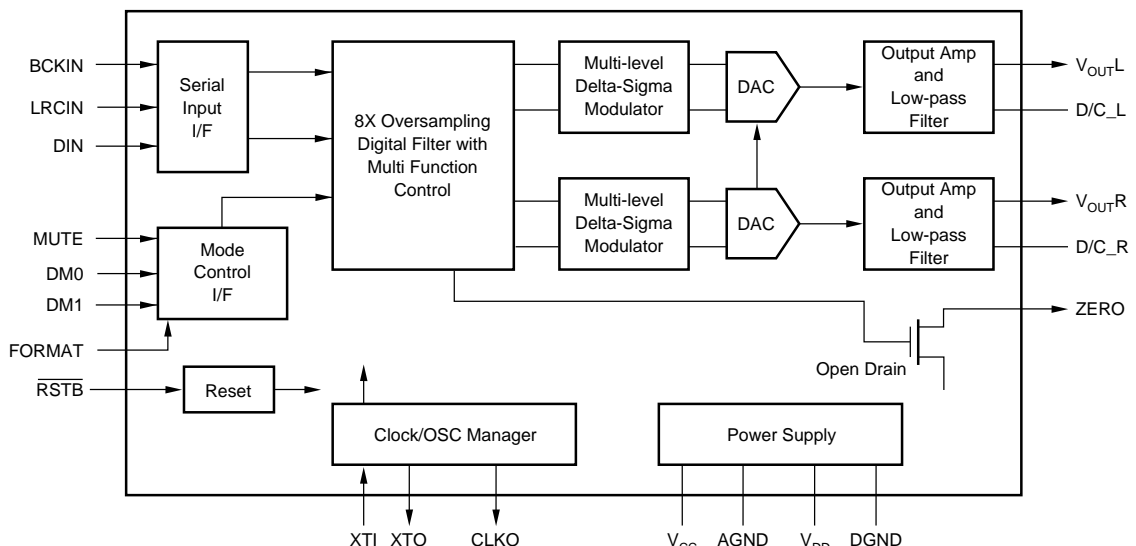 BCKIN
LRCIN
DIN
Serial
Input
I/F
MUTE
DM0
DM1
FORMAT
Mode
Control
I/F
RSTB
Reset
8X Oversampling
Digital Filter with
Multi Function
Control
Multi-level
Delta-Sigma
Modulator
DAC
Output Amp
and
Low-pass
Filter
VOUTL
D/C_L
Multi-level
Delta-Sigma
Modulator
DAC
Output Amp
and
Low-pass
Filter
VOUTR
D/C_R
ZERO
Open Drain
Clock/OSC Manager
Power Supply
XTI
XTO
CLKO
VCC
AGND
VDD
DGND